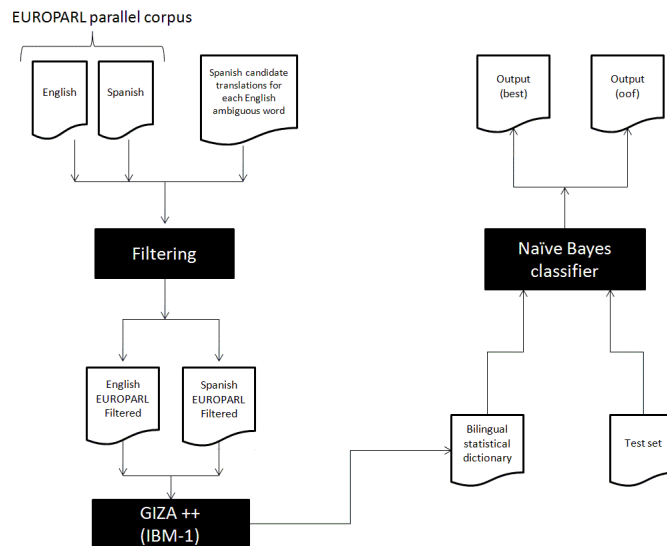 EUROPARL parallel corpus
English
Spanish
Spanish candidate
translations for
each English
ambiguous word
Filtering
English
EUROPARL
Filtered
Spanish
EUROPARL
Filtered
GIZA ++
(IBM-1)
Output
(best)
Output
(oof)
Naïve Bayes
classifier
Bilingual
statistical
dictionary
Test set